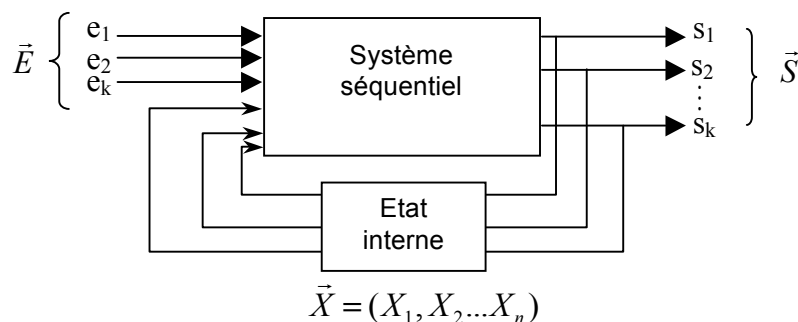 e1
e2
ek
E⃗
Système
séquentiel
s1
s2
⋮
sk
S⃗
Etat
interne
X⃗ = (X1, X2...Xn)